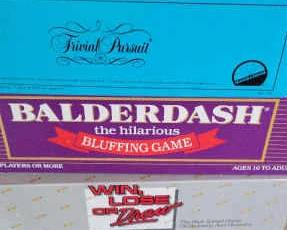 Trivial Pursuit
BALDERDASH
the hilarious
BLUFFING GAME
PLAYERS OR MORE
AGES 10 TO ADU
WIN,
LOSE
OR Draw